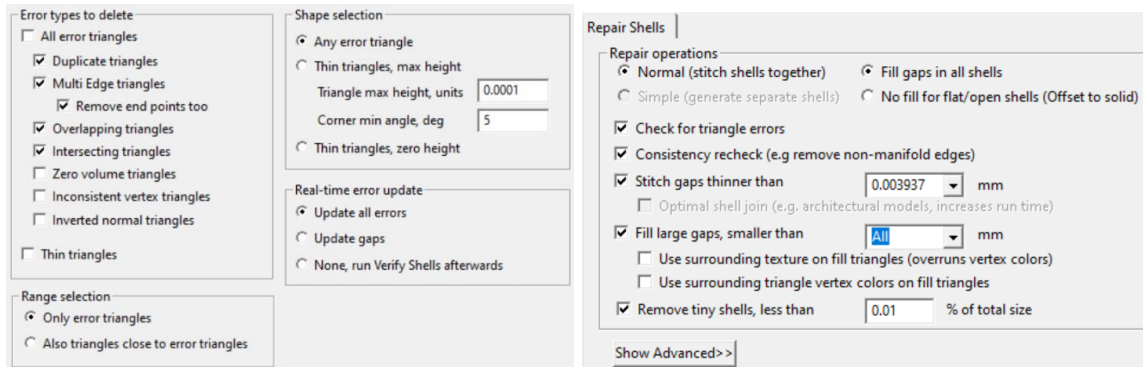 Error types to delete
All error triangles
Duplicate triangles
Multi Edge triangles
Remove end points too
Overlapping triangles
Intersecting triangles
Zero volume triangles
Inconsistent vertex triangles
Inverted normal triangles
Thin triangles
Range selection
Only error triangles
Also triangles close to error triangles
Shape selection
Any error triangle
Thin triangles, max height
Triangle max height, units 0.0001
Corner min angle, deg 5
Thin triangles, zero height
Real-time error update
Update all errors
Update gaps
None, run Verify Shells afterwards
Repair Shells
Repair operations
Normal (stitch shells together) Fill gaps in all shells
Simple (generate separate shells) No fill for flat/open shells (Offset to solid)
Check for triangle errors
Consistency recheck (e.g remove non-manifold edges)
Stitch gaps thinner than 0.003937 mm
Optimal shell join (e.g. architectural models, increases run time)
Fill large gaps, smaller than All mm
Use surrounding texture on fill triangles (overruns vertex colors)
Use surrounding triangle vertex colors on fill triangles
Remove tiny shells, less than 0.01 % of total size
Show Advanced>>